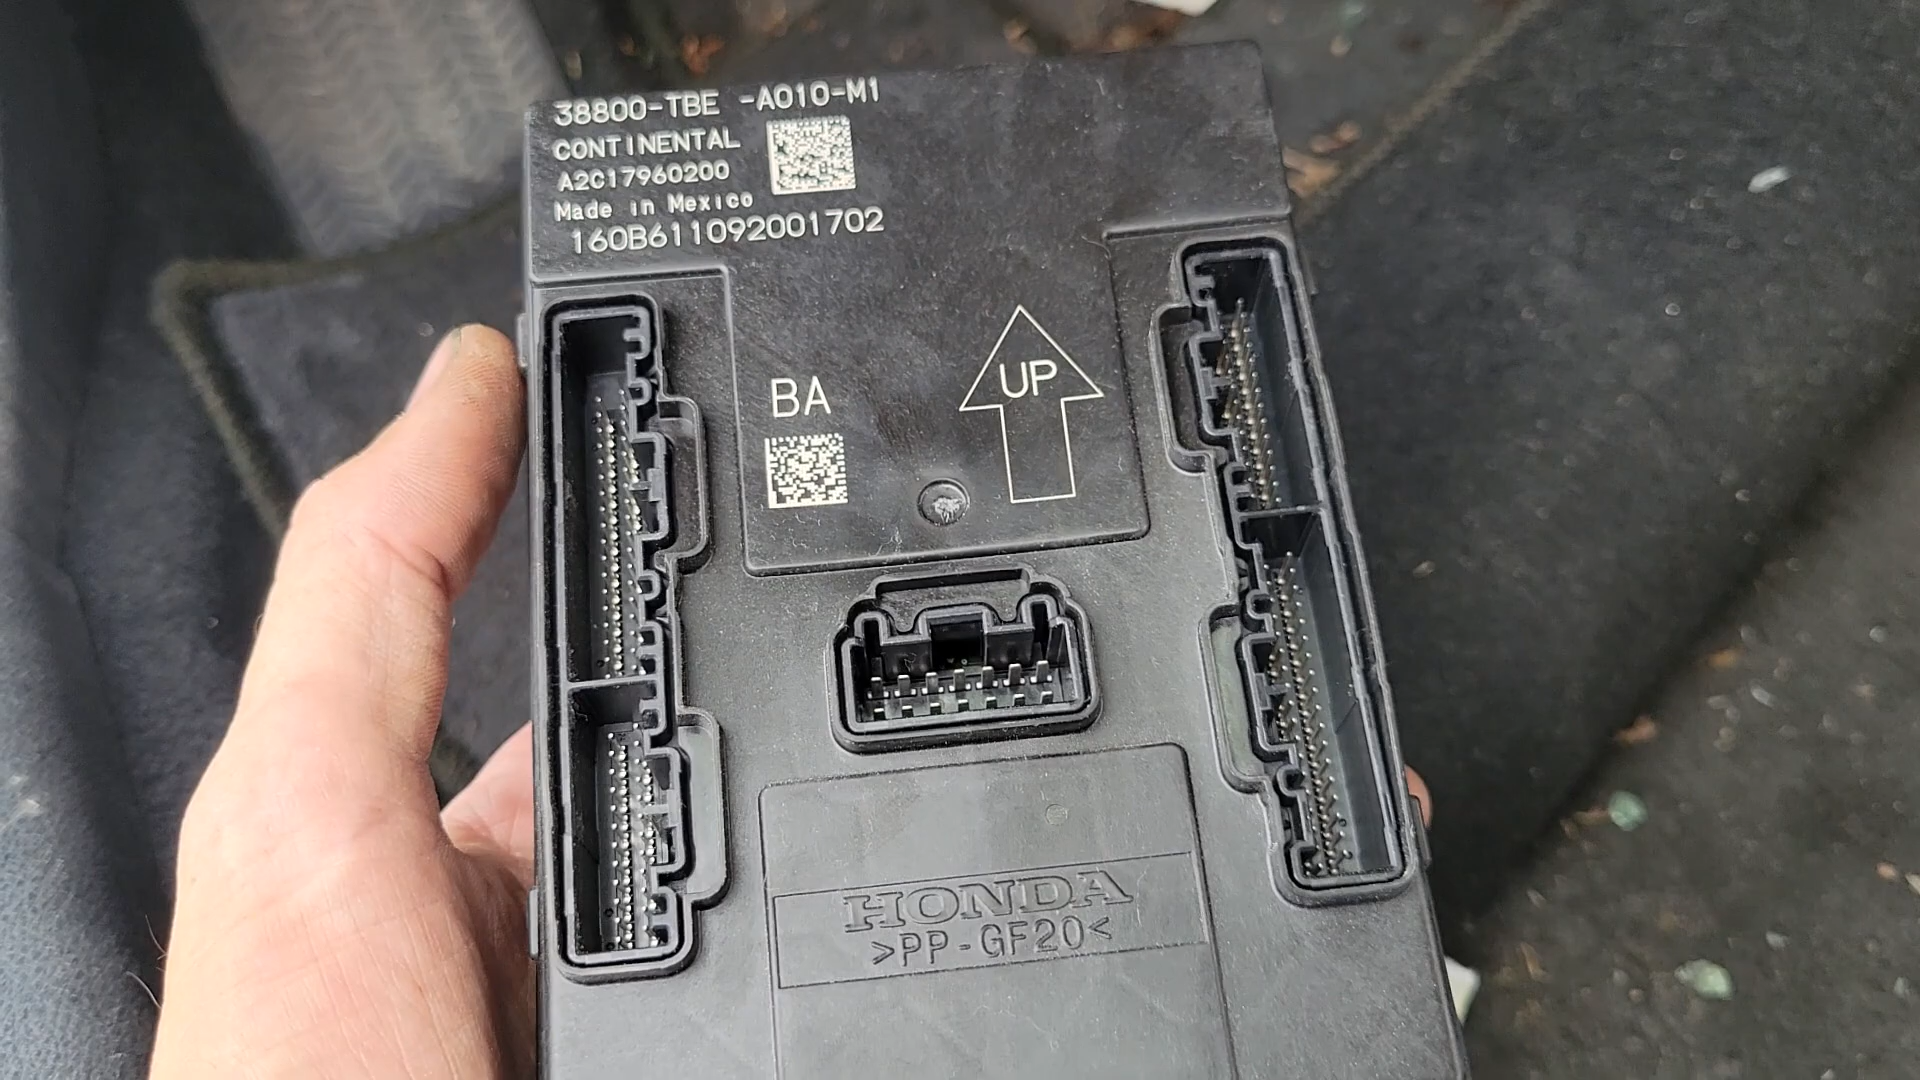 38800-TBE -A010-M1
CONTINENTAL
A2C17960200
Made in Mexico
160B611092001702
BA
UP
HONDA
>PP-GF20<